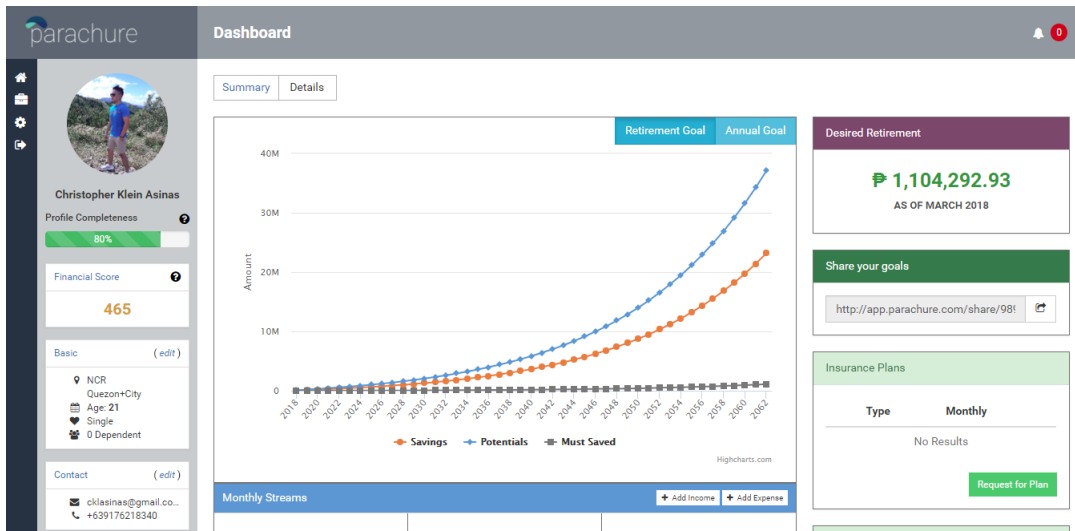 parachure
Dashboard
0
Christopher Klein Asinas
Profile Completeness
80%
Financial Score
465
Basic ( edit )
NCR
Quezon+City
Age: 21
Single
0 Dependent
Contact ( edit )
cklasinas@gmail.co...
+639176218340
Summary Details
Retirement Goal Annual Goal
Amount
40M
30M
20M
10M
0
2018 2020 2022 2024 2026 2028 2030 2032 2034 2036 2038 2040 2042 2044 2046 2048 2050 2052 2054 2056 2058 2060 2062
Savings Potentials Must Saved
Highcharts.com
Monthly Streams + Add Income + Add Expense
Desired Retirement
₱ 1,104,292.93
AS OF MARCH 2018
Share your goals
http://app.parachure.com/share/989
Insurance Plans
Type Monthly
No Results
Request for Plan